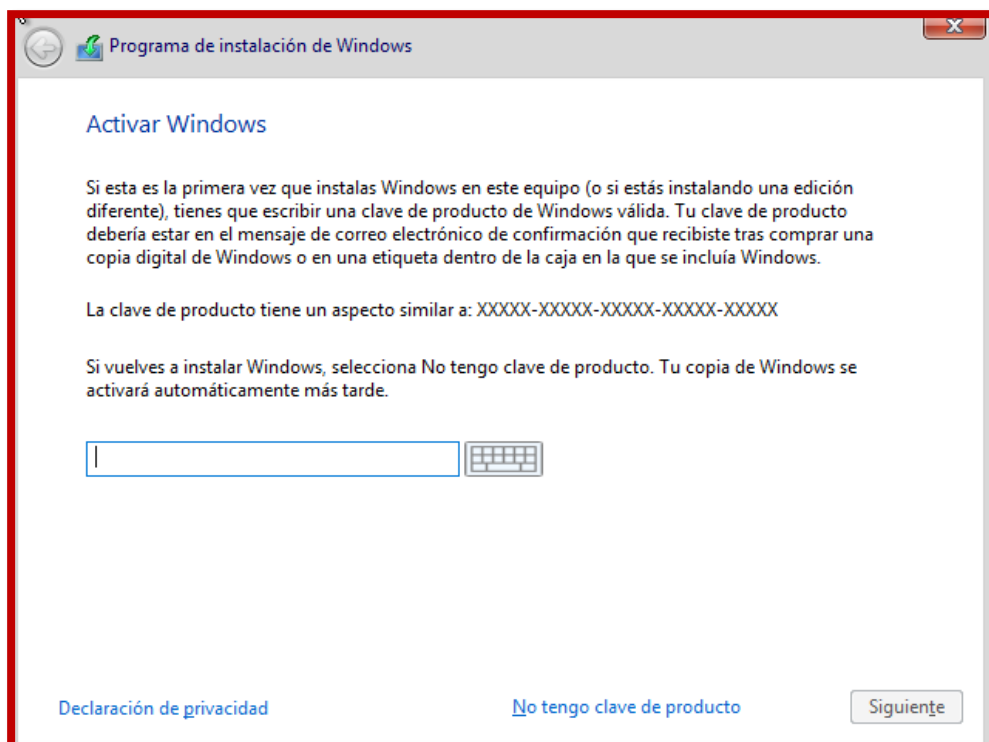 Programa de instalación de Windows
Activar Windows
Si esta es la primera vez que instalas Windows en este equipo (o si estás instalando una edición
diferente), tienes que escribir una clave de producto de Windows válida. Tu clave de producto
debería estar en el mensaje de correo electrónico de confirmación que recibiste tras comprar una
copia digital de Windows o en una etiqueta dentro de la caja en la que se incluía Windows.
La clave de producto tiene un aspecto similar a: XXXXX-XXXXX-XXXXX-XXXXX-XXXXX
Si vuelves a instalar Windows, selecciona No tengo clave de producto. Tu copia de Windows se
activará automáticamente más tarde.
Declaración de privacidad
No tengo clave de producto
Siguiente